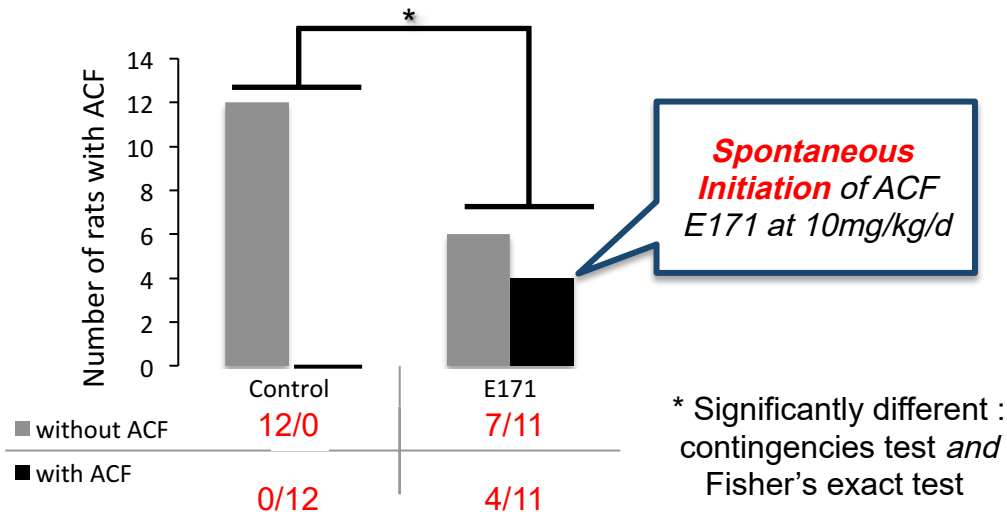 *
Number of rats with ACF
14
12
10
8
6
4
2
0
Control
E171
without ACF
12/0
7/11
with ACF
0/12
4/11
Spontaneous
Initiation of ACF
E171 at 10mg/kg/d
* Significantly different :
contingencies test and
Fisher's exact test